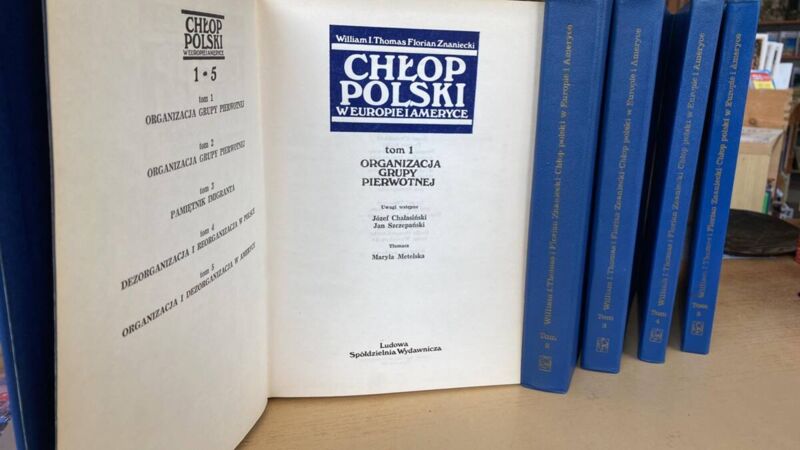 CHŁOP
POLSKI
W EUROPIE I AMERYCE
1 • 5
tom 1
ORGANIZACJA GRUPY PIERWOTNEJ
tom 2
ORGANIZACJA GRUPY PIERWOTNEJ
tom 3
PAMIĘTNIK IMIGRANTA
tom 4
DEZORGANIZACJA I REORGANIZACJA W POLSCE
tom 5
ORGANIZACJA I DEZORGANIZACJA W AMERYCE
William I. Thomas Florian Znaniecki
CHŁOP
POLSKI
W EUROPIE I AMERYCE
tom 1
ORGANIZACJA
GRUPY
PIERWOTNEJ
Uwagi wstępne
Józef Chałasiński
Jan Szczepański
Tłumacz
Maryla Metelska
Ludowa
Spółdzielnia Wydawnicza
Tom 2 William I. Thomas i Florian Znaniecki Chłop polski w Europie i Ameryce
Tom 3 William I. Thomas i Florian Znaniecki Chłop polski w Europie i Ameryce
Tom 4 William I. Thomas i Florian Znaniecki Chłop polski w Europie i Ameryce
Tom 5 William I. Thomas i Florian Znaniecki Chłop polski w Europie i Ameryce